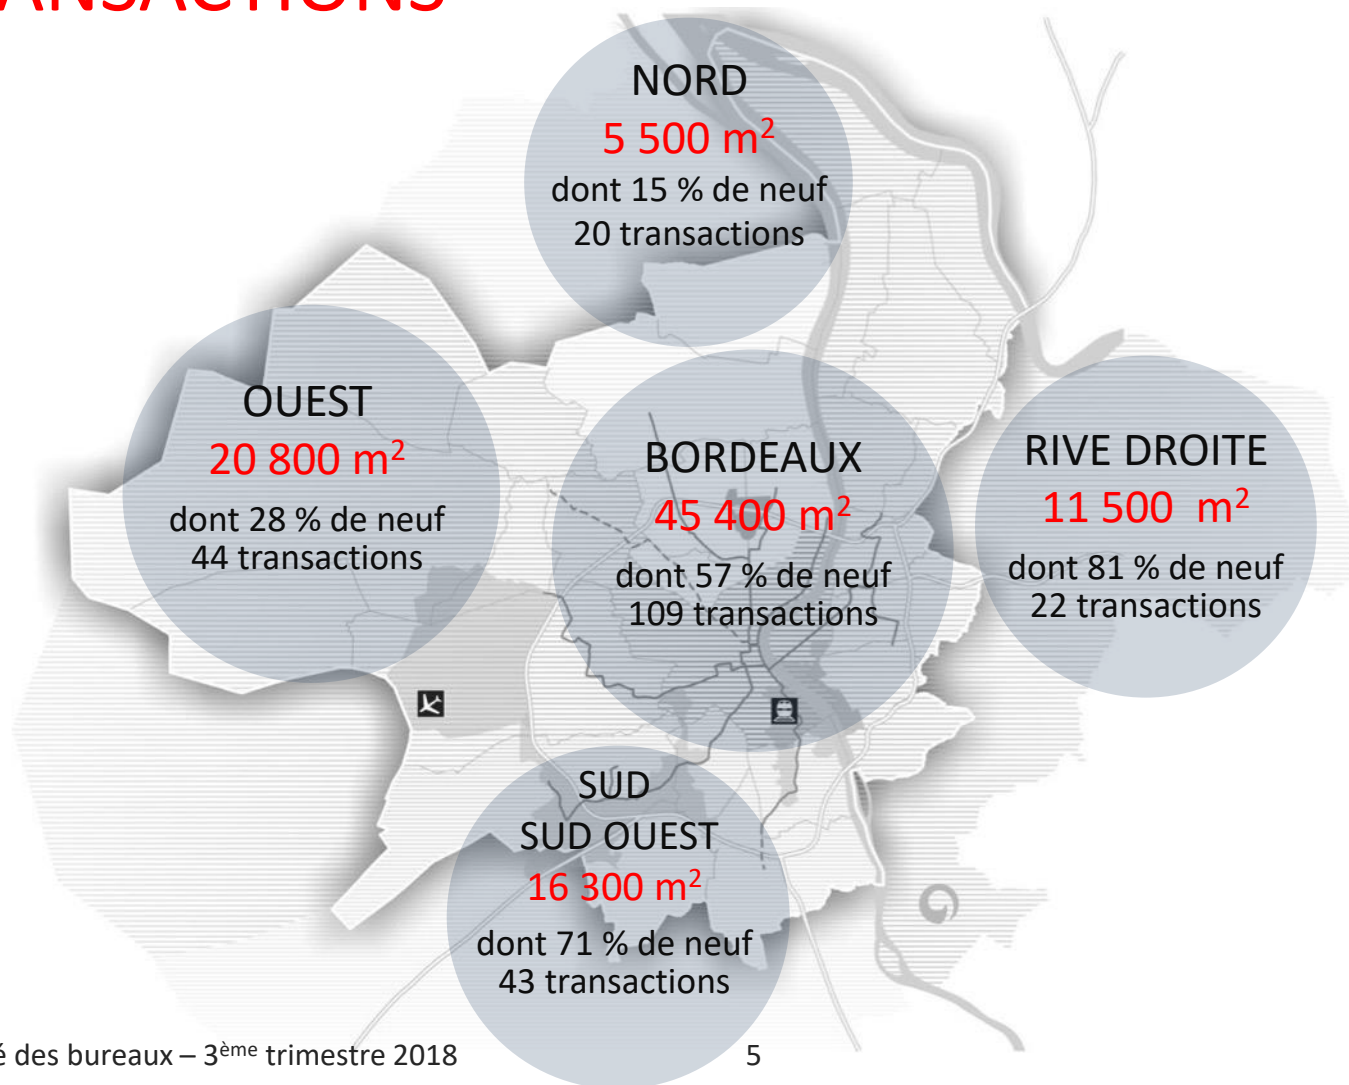 ANSACTIONS
NORD
5 500 m²
dont 15 % de neuf
20 transactions
OUEST
20 800 m²
dont 28 % de neuf
44 transactions
BORDEAUX
45 400 m²
dont 57 % de neuf
109 transactions
RIVE DROITE
11 500 m²
dont 81 % de neuf
22 transactions
SUD
SUD OUEST
16 300 m²
dont 71 % de neuf
43 transactions
é des bureaux – 3ème trimestre 2018
5